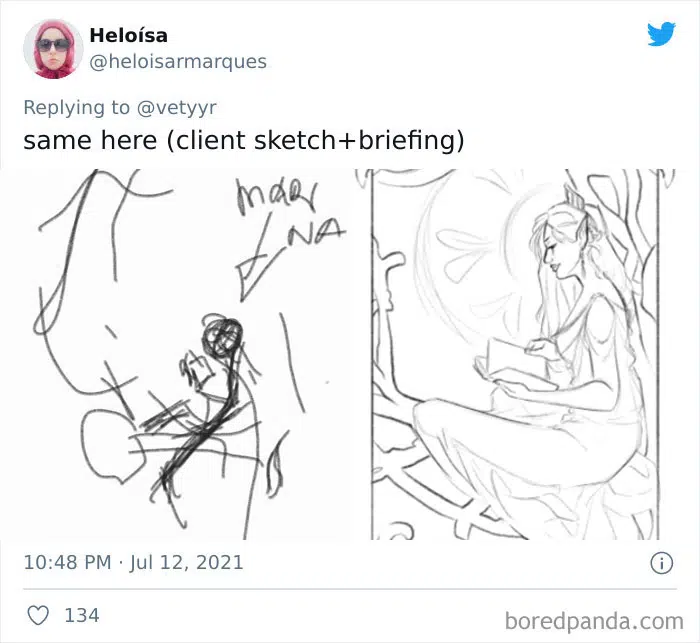 Heloísa
@heloisarmarques
Replying to @vetyyr
same here (client sketch+briefing)
NA
10:48 PM · Jul 12, 2021
134
boredpanda.com